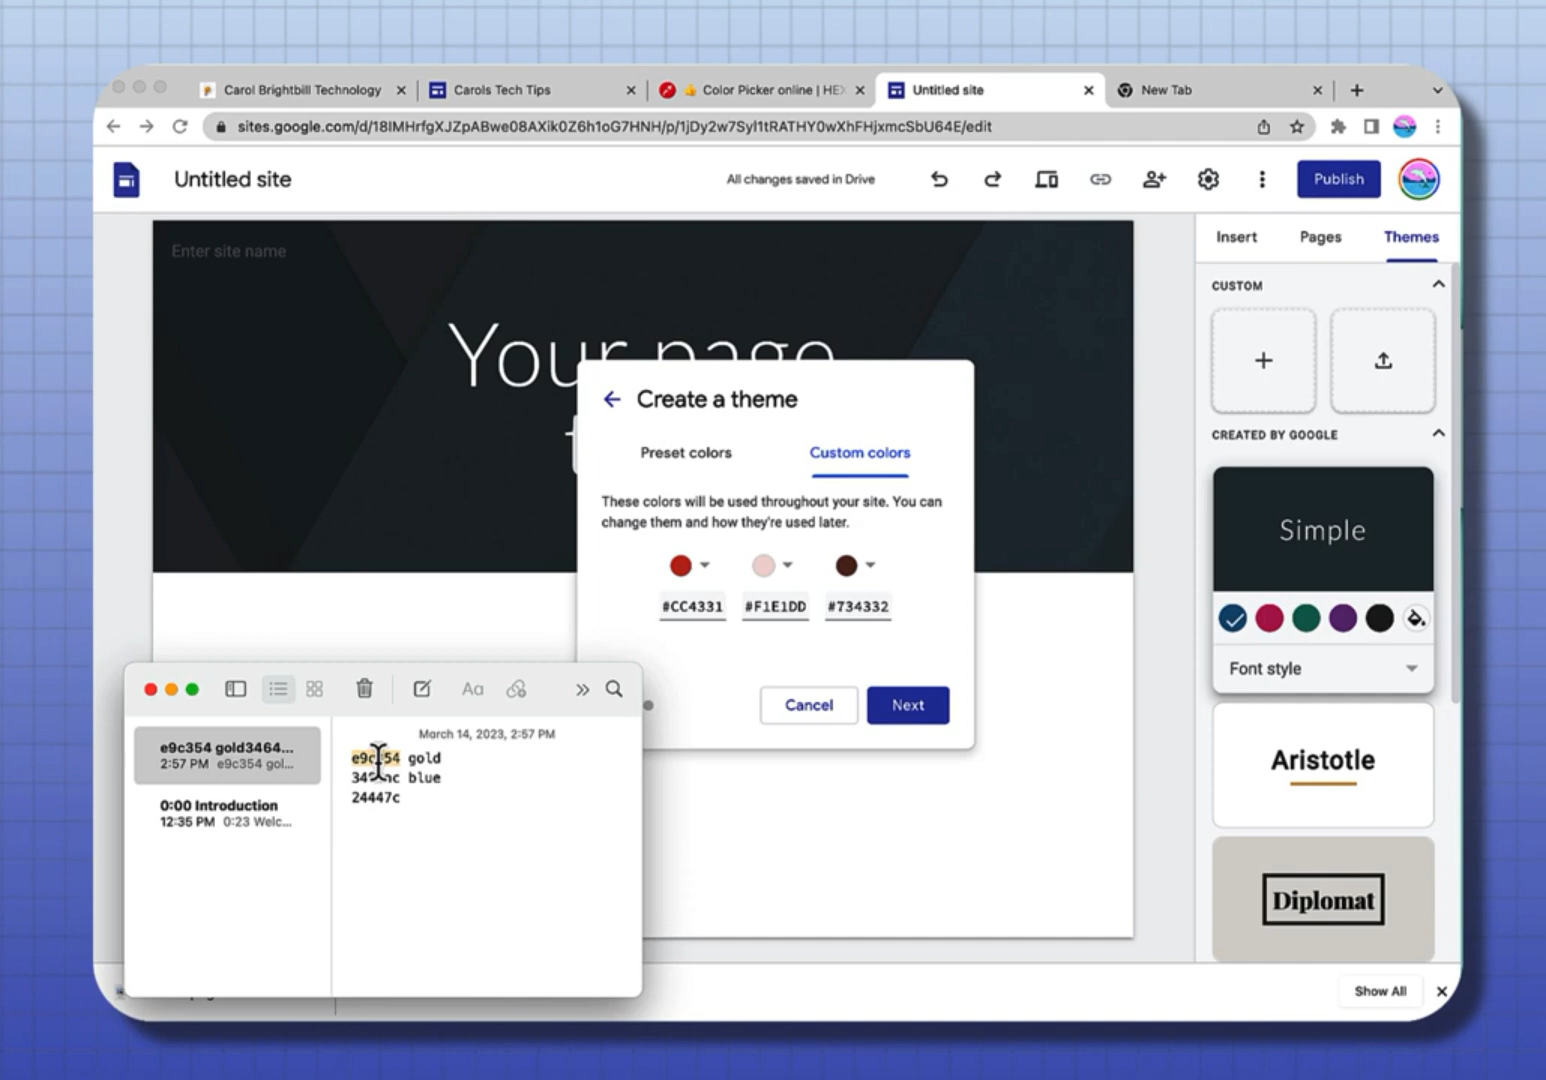 Carol Brightbill Technology
Carols Tech Tips
Color Picker online | HEX
Untitled site
New Tab
sites.google.com/d/18IMHrfgXJZpABwe08AXik0Z6h1oG7HNH/p/1jDy2w7Syl1tRATHY0wXhFHjxmcSbU64E/edit
Untitled site
All changes saved in Drive
Publish
Insert
Pages
Themes
Enter site name
Your page
CUSTOM
CREATED BY GOOGLE
Simple
Font style
Aristotle
Diplomat
Create a theme
Preset colors
Custom colors
These colors will be used throughout your site. You can
change them and how they're used later.
#CC4331
#F1E1DD
#734332
Cancel
Next
e9c354 gold3464...
2:57 PM e9c354 gol...
0:00 Introduction
12:35 PM 0:23 Welc...
March 14, 2023, 2:57 PM
e9c354 gold
blue
24447c
Show All